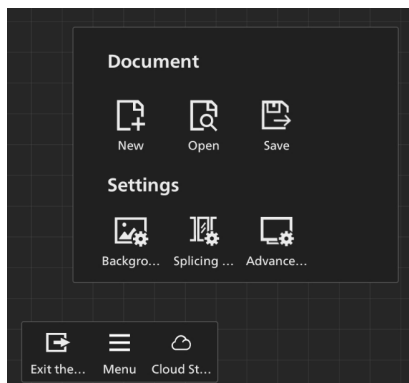 Document
New Open Save
Settings
Backgro... Splicing ... Advance...
Exit the... Menu Cloud St...